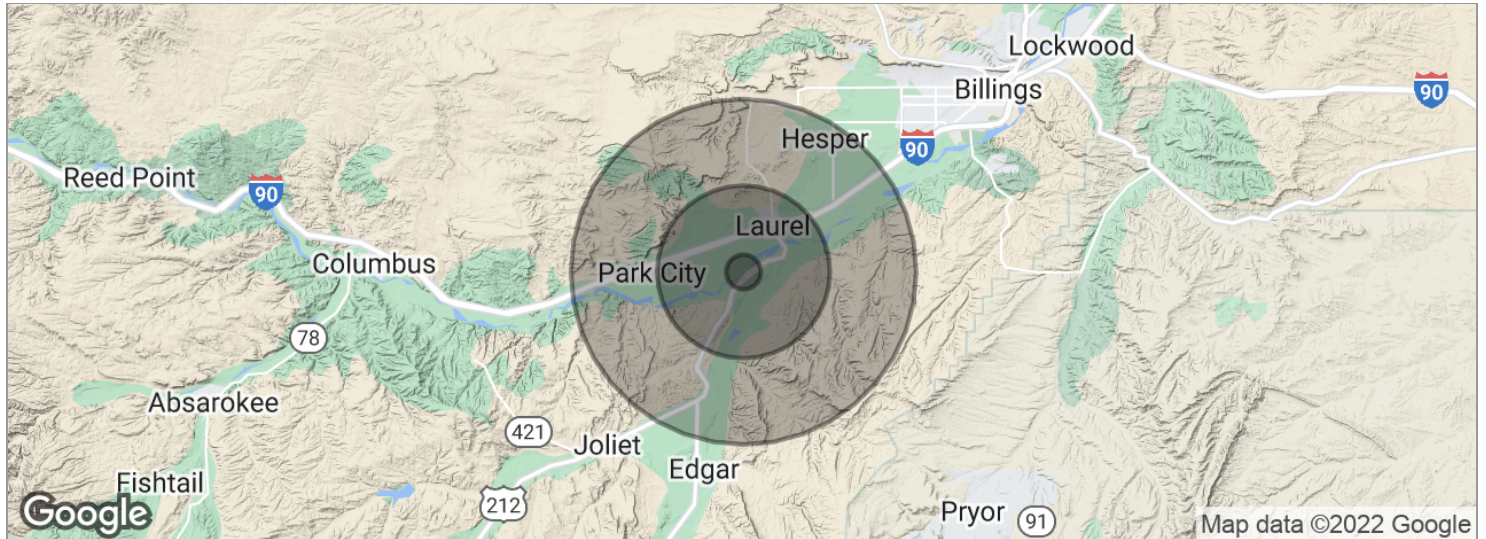 Lockwood
Billings
90
Hesper
90
Reed Point
90
Laurel
Columbus
Park City
78
Absarokee
421
Joliet
Edgar
Fishtail
212
Pryor
91
Google
Map data ©2022 Google